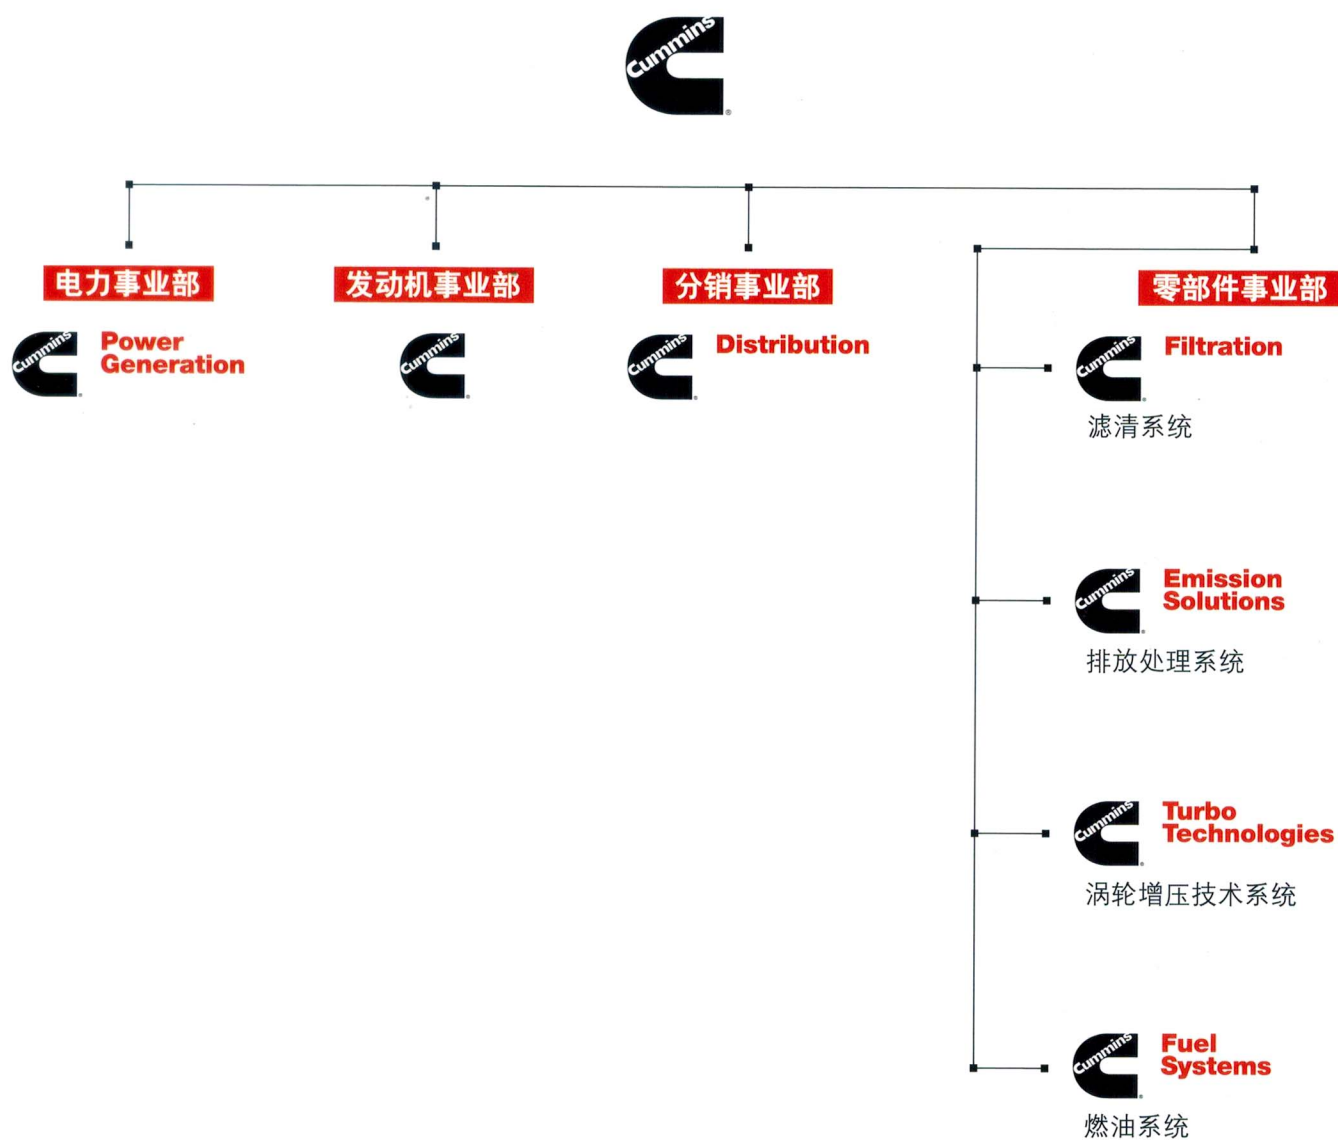 Cummins
电力事业部
Cummins
Power
Generation
发动机事业部
Cummins
分销事业部
Cummins
Distribution
零部件事业部
Cummins
Filtration
滤清系统
Cummins
Emission
Solutions
排放处理系统
Cummins
Turbo
Technologies
涡轮增压技术系统
Cummins
Fuel
Systems
燃油系统